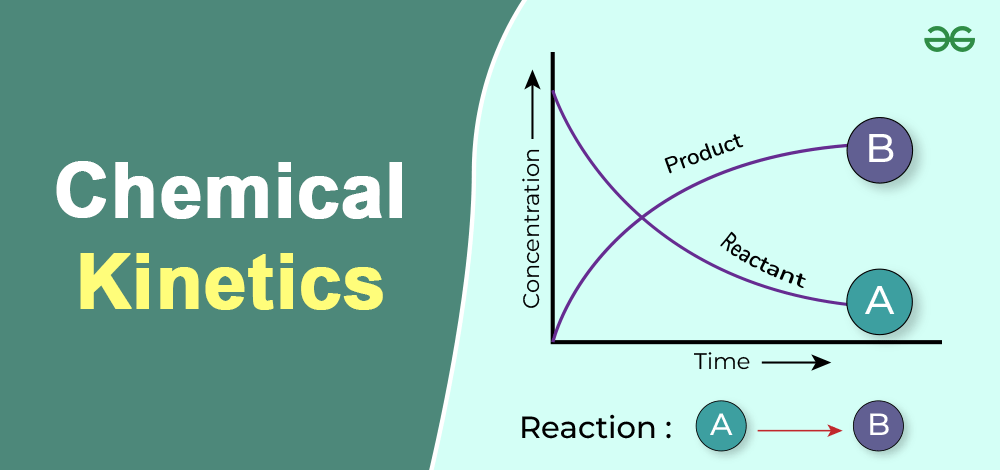 Chemical
Kinetics
Concentration
Product
B
Reactant
A
Time
Reaction :
A
B